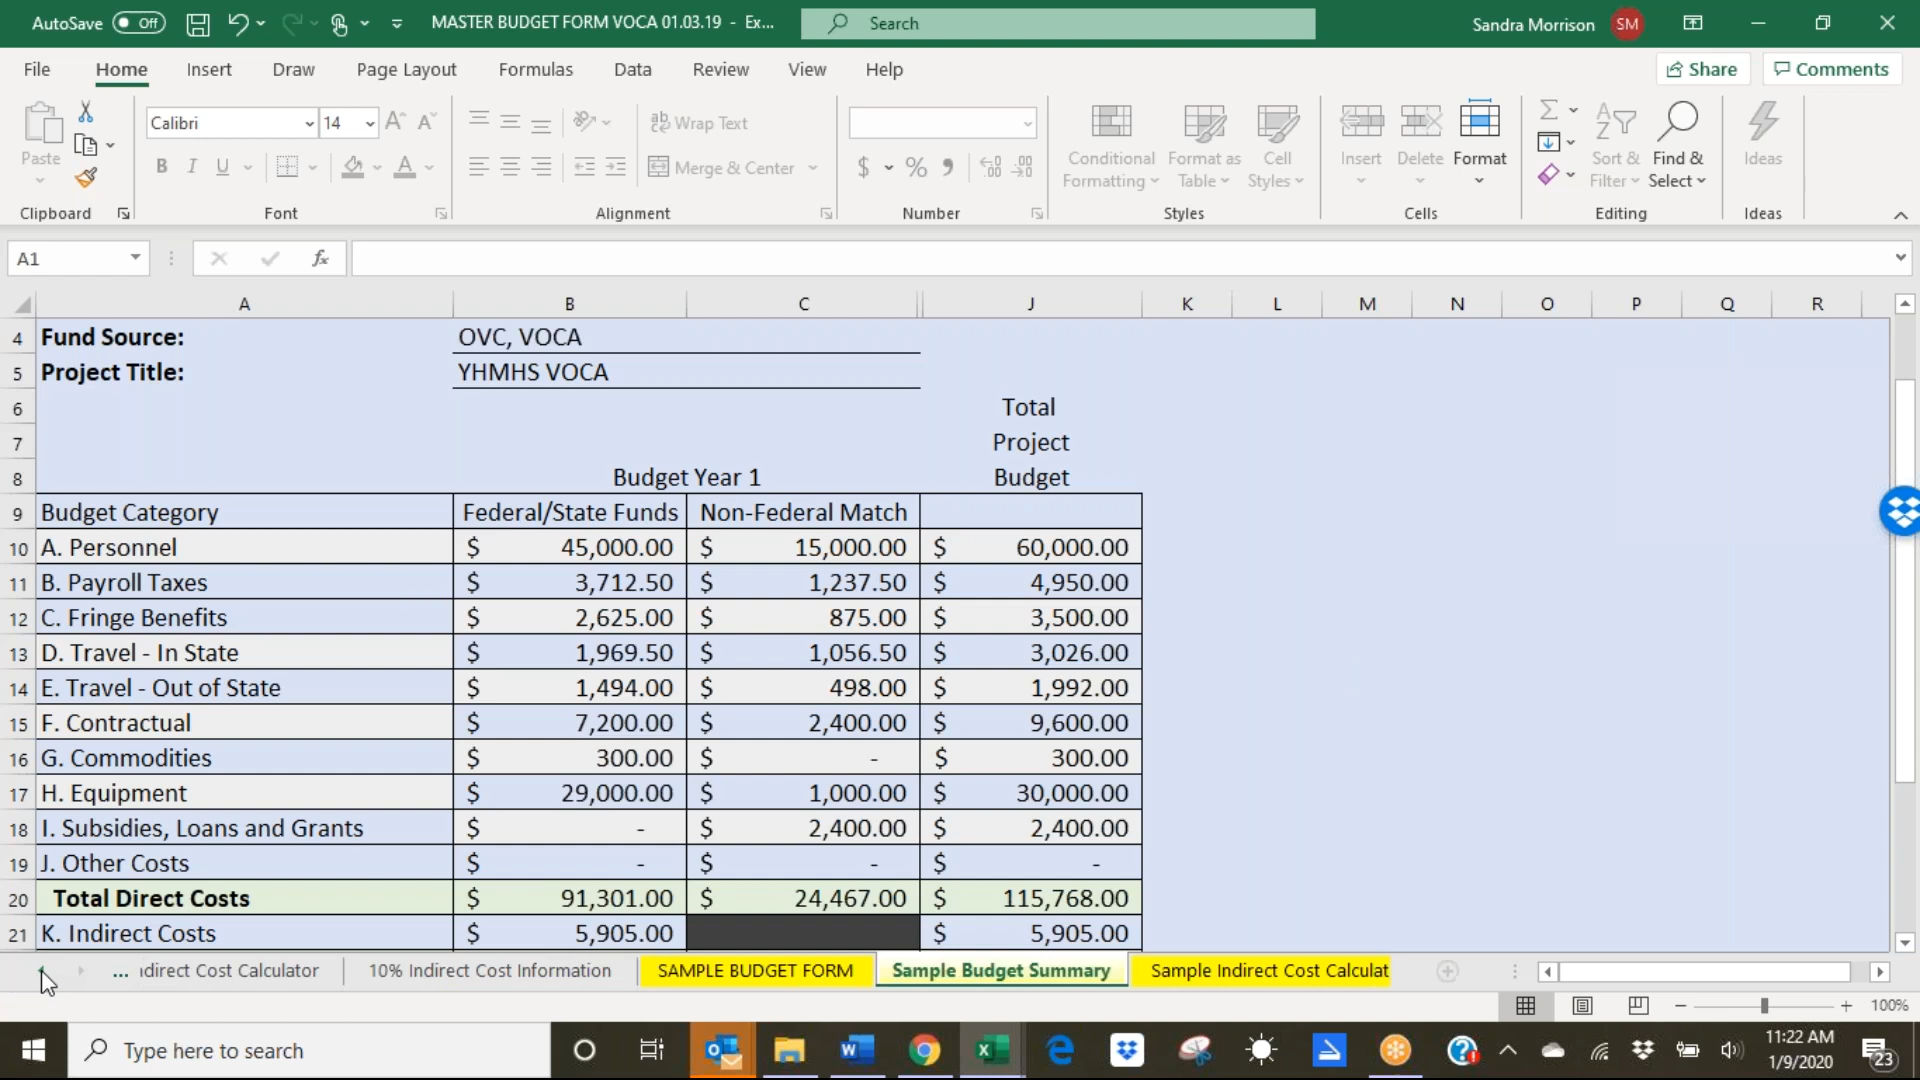 AutoSave Off MASTER BUDGET FORM VOCA 01.03.19 - Ex... Search Sandra Morrison SM
File Home Insert Draw Page Layout Formulas Data Review View Help Share Comments
Paste Calibri 14 A A ab Wrap Text
B I U A Merge & Center $ % 9 Conditional Formatting Format as Table Cell Styles Insert Delete Format Sort & Filter Find & Select Ideas
Clipboard Font Alignment Number Styles Cells Editing Ideas
A1 fx
A B C J K L M N O P Q R
4 Fund Source: OVC, VOCA
5 Project Title: YHMHS VOCA
6 Total
7 Project
8 Budget Year 1 Budget
9 Budget Category Federal/State Funds Non-Federal Match
10 A. Personnel $ 45,000.00 $ 15,000.00 $ 60,000.00
11 B. Payroll Taxes $ 3,712.50 $ 1,237.50 $ 4,950.00
12 C. Fringe Benefits $ 2,625.00 $ 875.00 $ 3,500.00
13 D. Travel - In State $ 1,969.50 $ 1,056.50 $ 3,026.00
14 E. Travel - Out of State $ 1,494.00 $ 498.00 $ 1,992.00
15 F. Contractual $ 7,200.00 $ 2,400.00 $ 9,600.00
16 G. Commodities $ 300.00 $ - $ 300.00
17 H. Equipment $ 29,000.00 $ 1,000.00 $ 30,000.00
18 I. Subsidies, Loans and Grants $ - $ 2,400.00 $ 2,400.00
19 J. Other Costs $ - $ - $ -
20 Total Direct Costs $ 91,301.00 $ 24,467.00 $ 115,768.00
21 K. Indirect Costs $ 5,905.00 $ 5,905.00
... ıdirect Cost Calculator 10% Indirect Cost Information SAMPLE BUDGET FORM Sample Budget Summary Sample Indirect Cost Calculat
100%
Type here to search 11:22 AM
1/9/2020 23